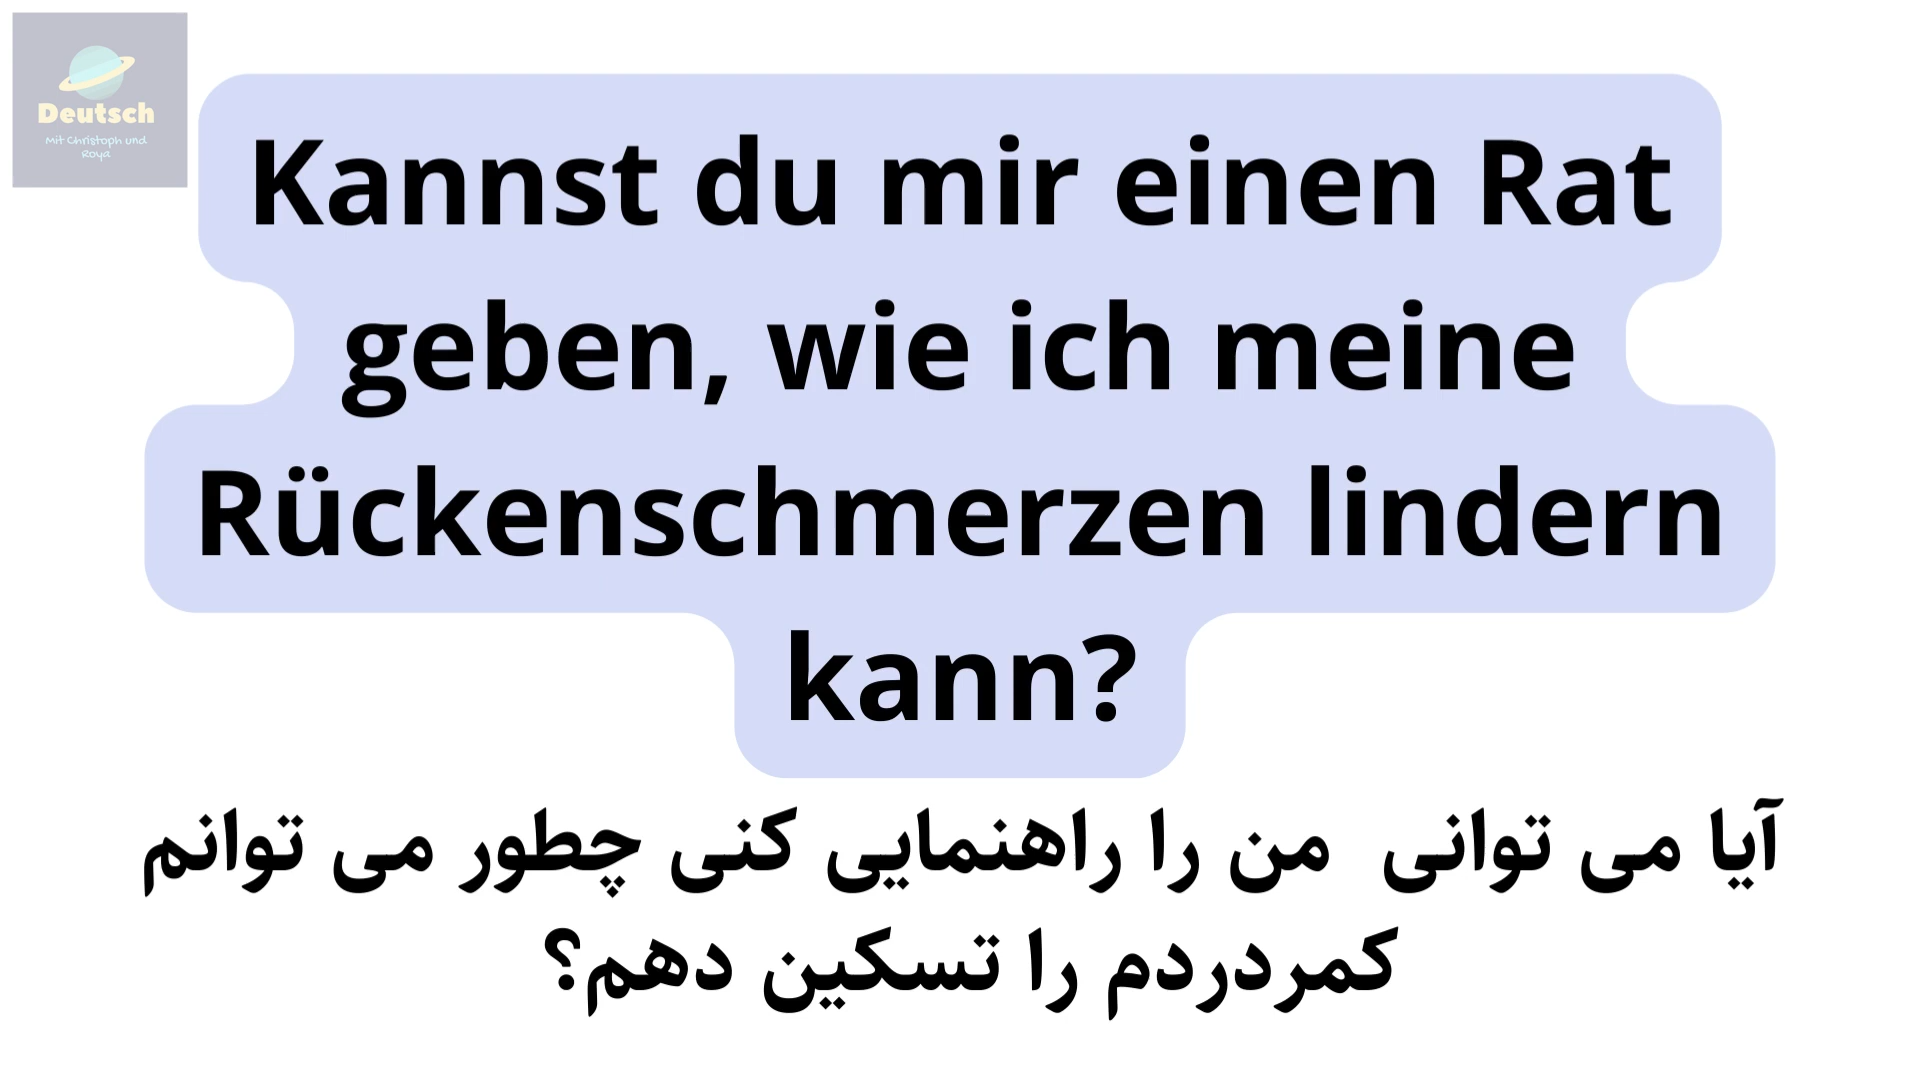 Deutsch
Mit Christoph und
Roya
Kannst du mir einen Rat
geben, wie ich meine
Rückenschmerzen lindern
kann?
آیا می توانی من را راهنمایی کنی چطور می توانم
کمردردم را تسکین دهم؟